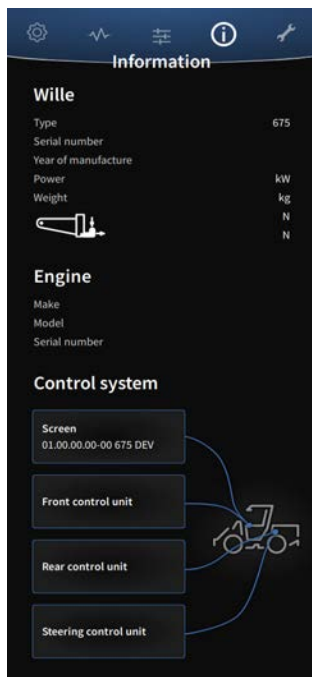 Information
Wille
Type 675
Serial number
Year of manufacture
Power kW
Weight kg
N
N
Engine
Make
Model
Serial number
Control system
Screen
01.00.00.00-00 675 DEV
Front control unit
Rear control unit
Steering control unit